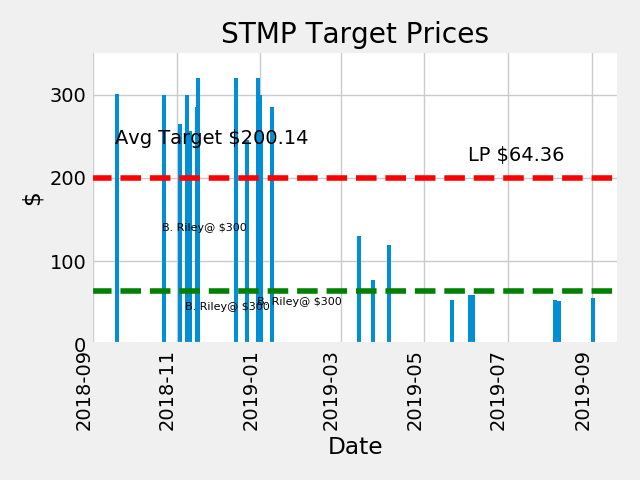 STMP Target Prices
300
Avg Target $200.14
LP $64.36
200
$
B. Riley@ $300
100
B. Riley@ $300
B. Riley@ $300
0
2018-09
2018-11
2019-01
2019-03
2019-05
2019-07
2019-09
Date